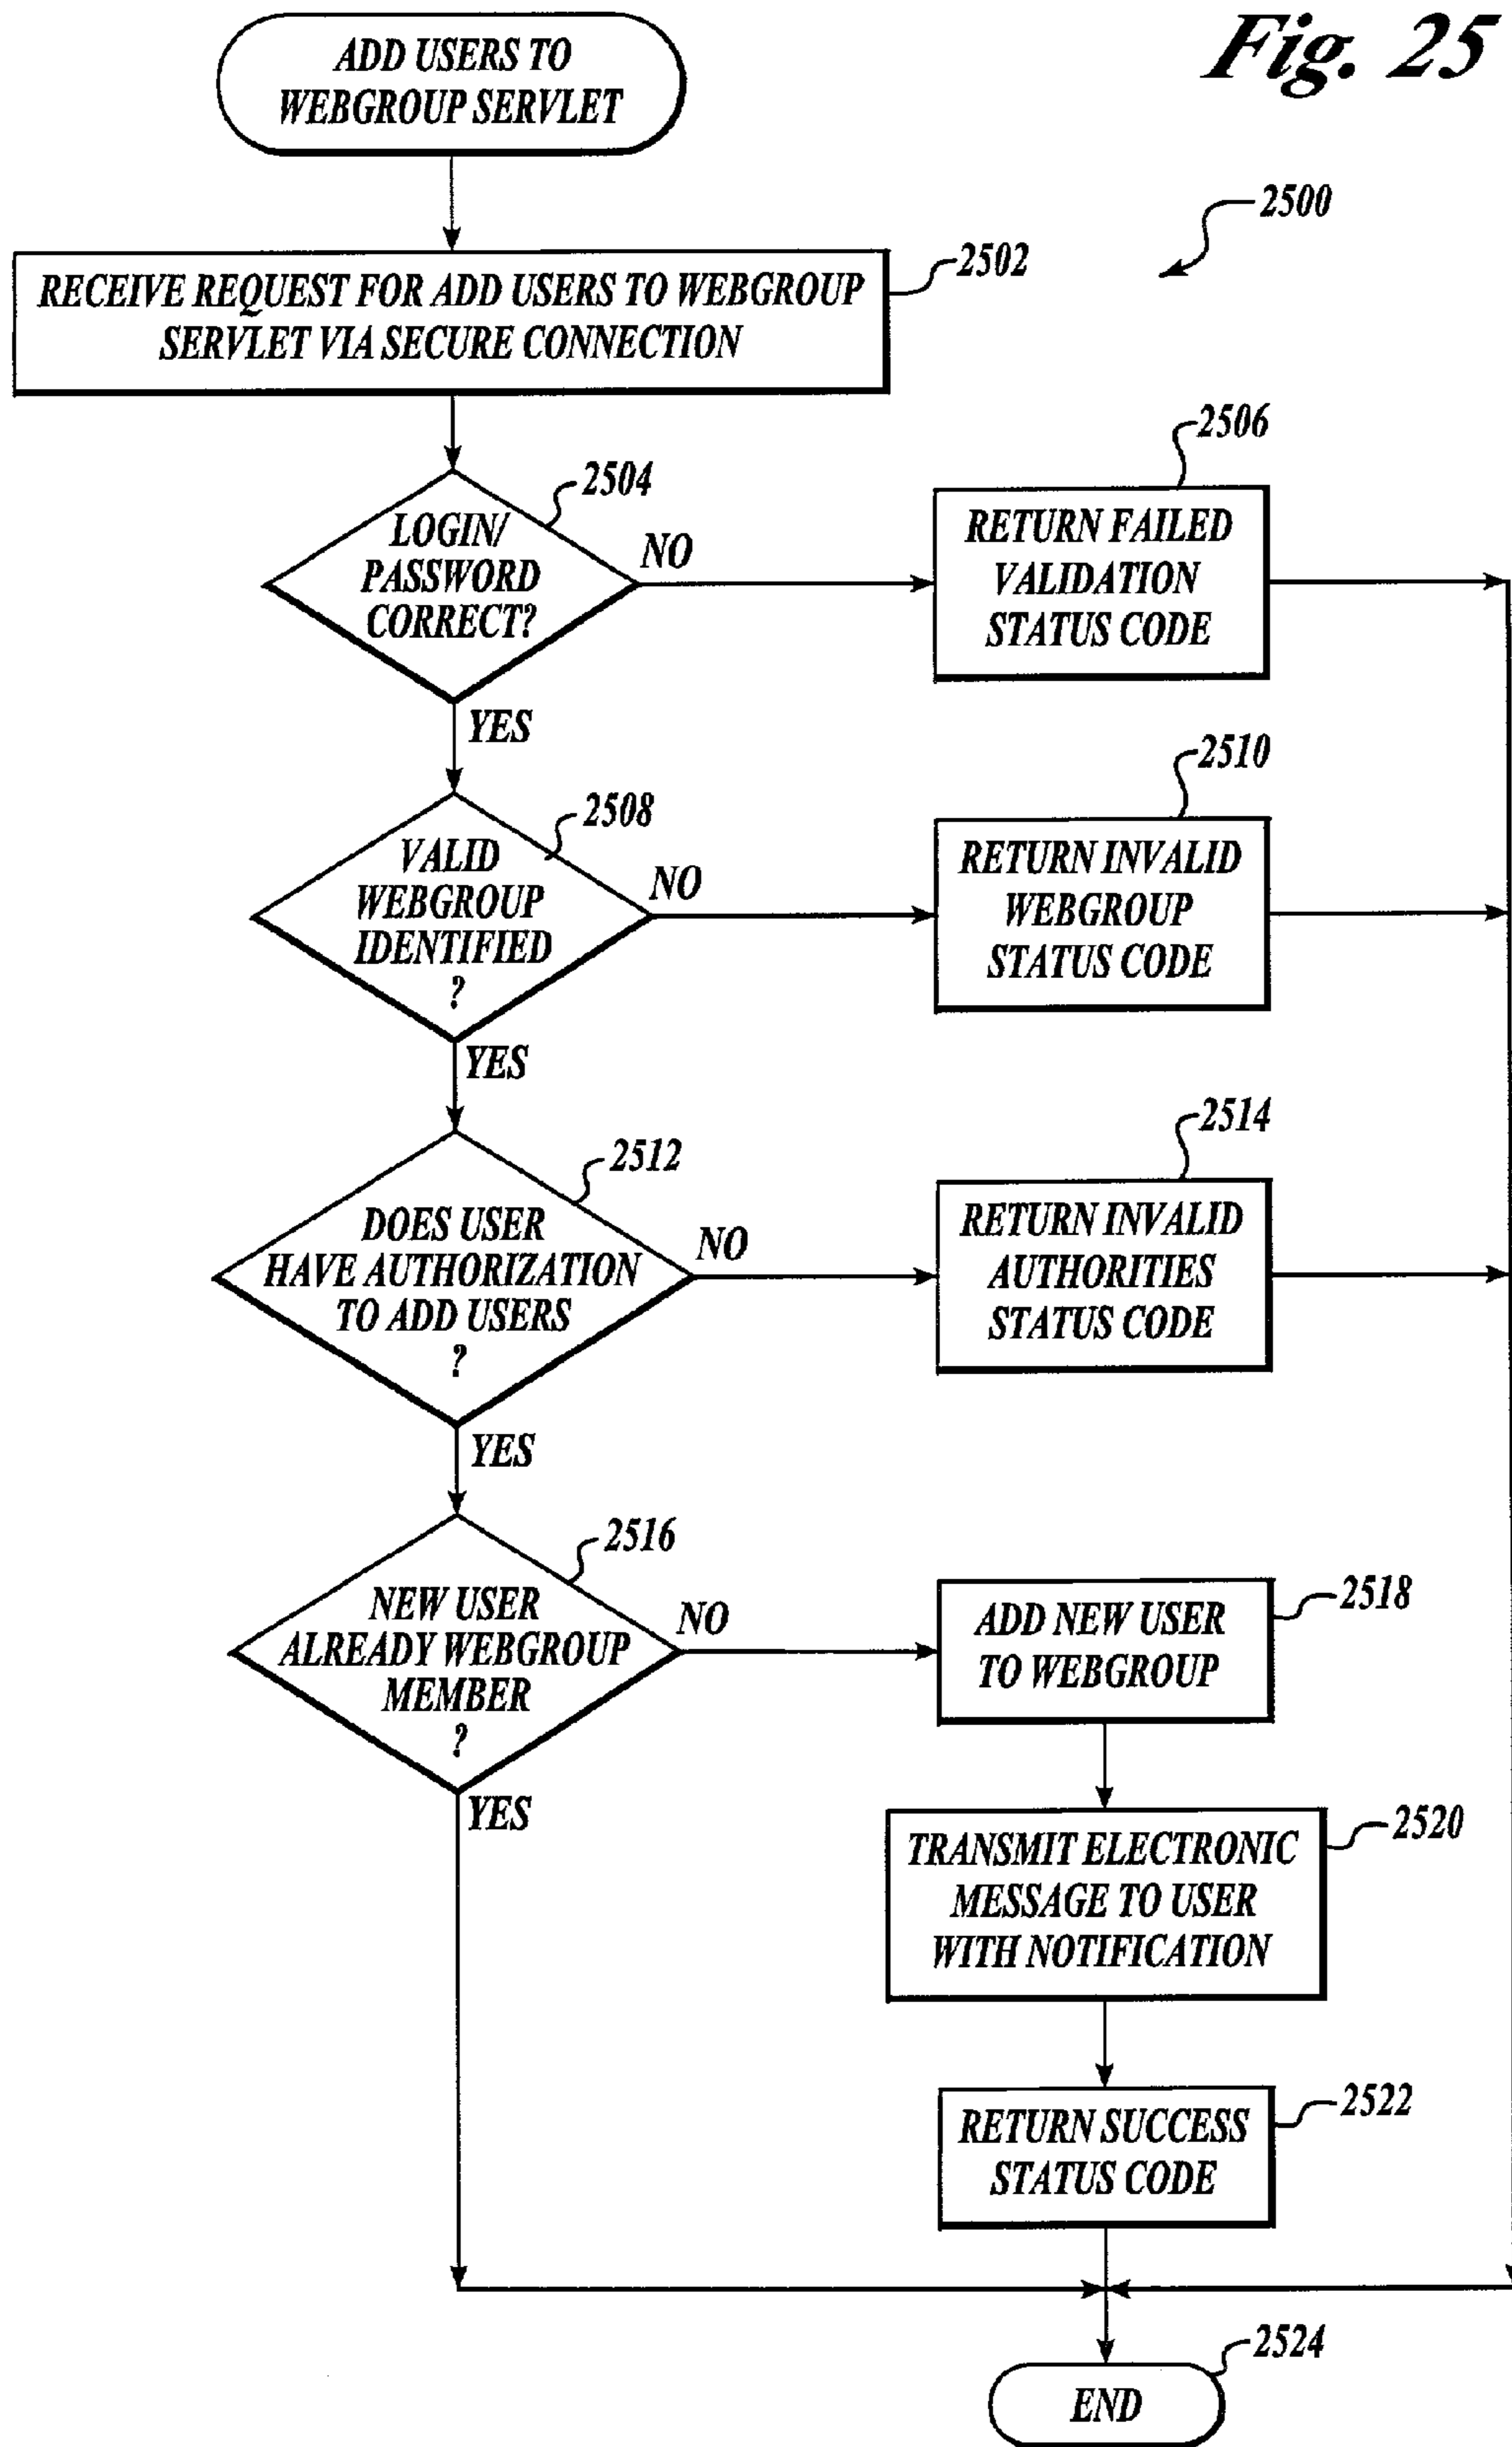 Fig. 25
ADD USERS TO
WEBGROUP SERVLET
2500
2502
RECEIVE REQUEST FOR ADD USERS TO WEBGROUP
SERVLET VIA SECURE CONNECTION
2504
LOGIN/
PASSWORD
CORRECT?
NO
2506
RETURN FAILED
VALIDATION
STATUS CODE
YES
2508
VALID
WEBGROUP
IDENTIFIED
?
NO
2510
RETURN INVALID
WEBGROUP
STATUS CODE
YES
2512
DOES USER
HAVE AUTHORIZATION
TO ADD USERS
?
NO
2514
RETURN INVALID
AUTHORITIES
STATUS CODE
YES
2516
NEW USER
ALREADY WEBGROUP
MEMBER
?
NO
2518
ADD NEW USER
TO WEBGROUP
YES
2520
TRANSMIT ELECTRONIC
MESSAGE TO USER
WITH NOTIFICATION
2522
RETURN SUCCESS
STATUS CODE
2524
END